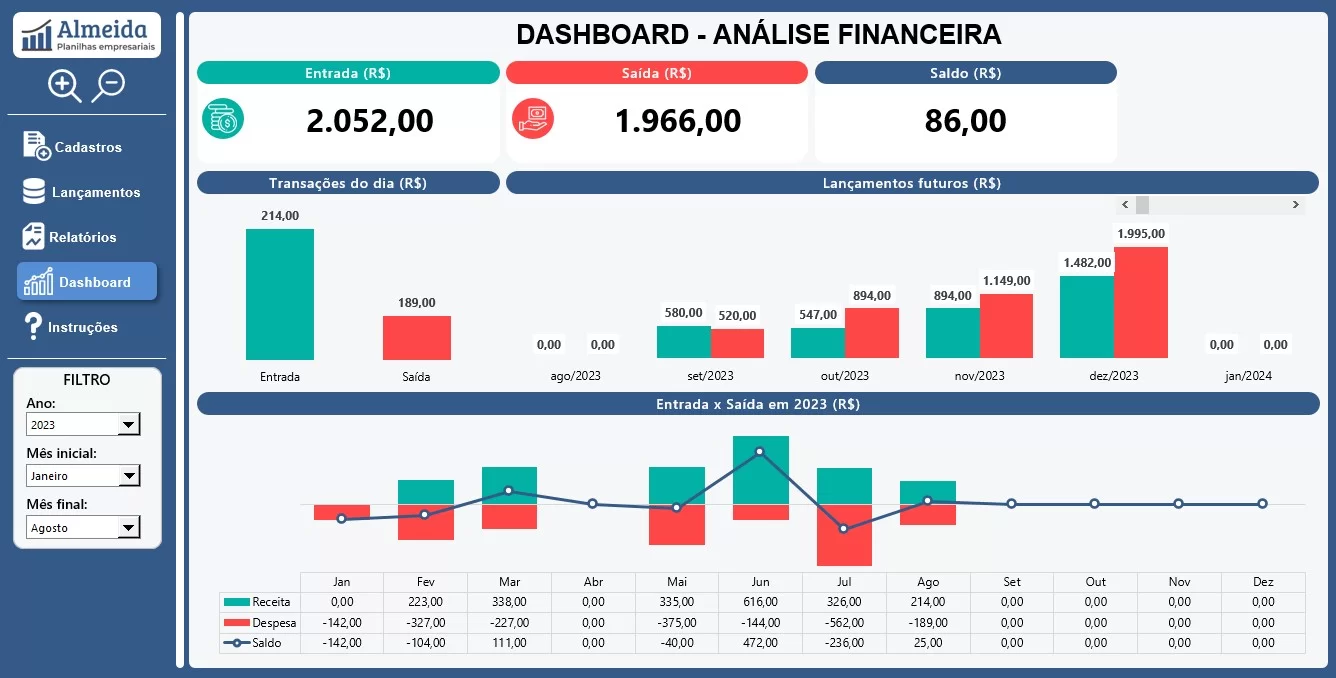 Almeida
Planilhas empresariais
Cadastros
Lançamentos
Relatórios
Dashboard
Instruções
FILTRO
Ano:
2023
Mês inicial:
Janeiro
Mês final:
Agosto
DASHBOARD - ANÁLISE FINANCEIRA
Entrada (R$) Saída (R$) Saldo (R$)
2.052,00 1.966,00 86,00
Transações do dia (R$)
214,00
189,00
Entrada Saída
Lançamentos futuros (R$)
1.995,00
1.482,00
1.149,00
894,00 894,00
580,00 520,00 547,00
0,00 0,00 0,00 0,00
ago/2023 set/2023 out/2023 nov/2023 dez/2023 jan/2024
Entrada x Saída em 2023 (R$)
Jan Fev Mar Abr Mai Jun Jul Ago Set Out Nov Dez
Receita 0,00 223,00 338,00 0,00 335,00 616,00 326,00 214,00 0,00 0,00 0,00 0,00
Despesa -142,00 -327,00 -227,00 0,00 -375,00 -144,00 -562,00 -189,00 0,00 0,00 0,00 0,00
Saldo -142,00 -104,00 111,00 0,00 -40,00 472,00 -236,00 25,00 0,00 0,00 0,00 0,00